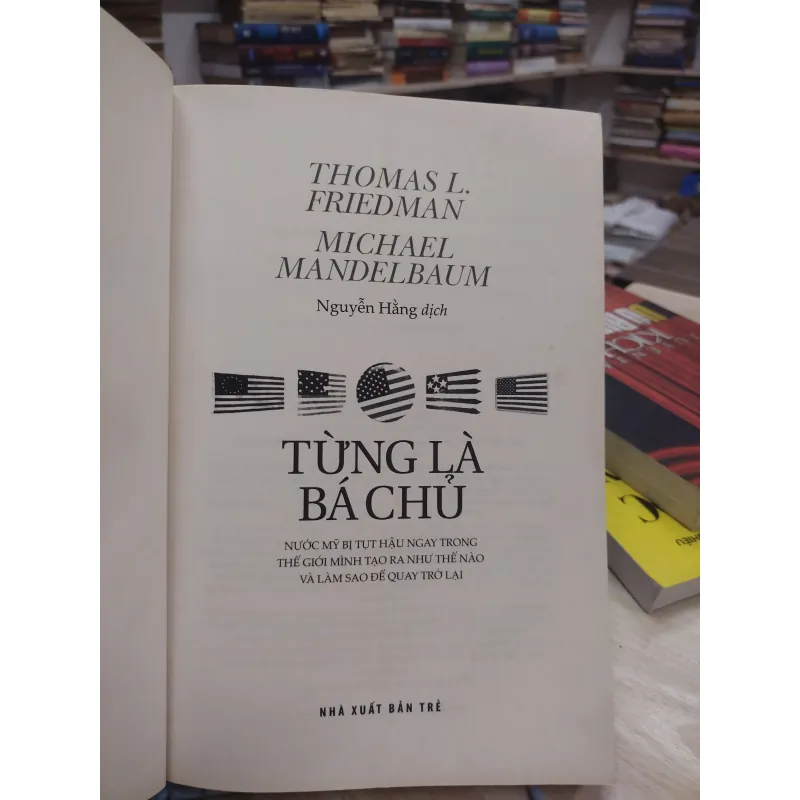 THOMAS L.
FRIEDMAN
MICHAEL
MANDELBAUM
Nguyễn Hằng dịch
TỪNG LÀ
BÁ CHỦ
NƯỚC MỸ BỊ TỤT HẬU NGAY TRONG
THẾ GIỚI MÌNH TẠO RA NHƯ THẾ NÀO
VÀ LÀM SAO ĐỂ QUAY TRỞ LẠI
NHÀ XUẤT BẢN TRẺ